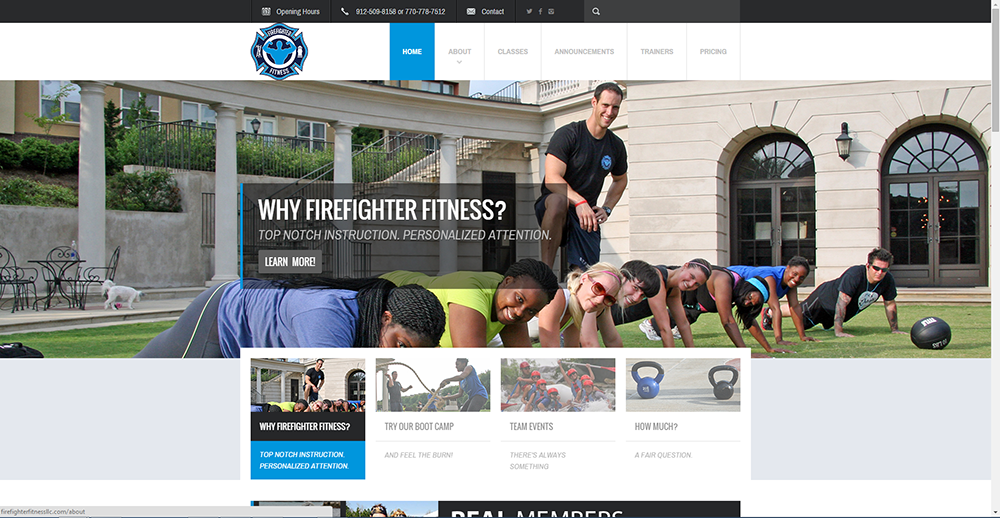 Opening Hours
912-509-8158 or 770-778-7512
Contact
FIREFIGHTER
FITNESS
HOME
ABOUT
CLASSES
ANNOUNCEMENTS
TRAINERS
PRICING
WHY FIREFIGHTER FITNESS?
TOP NOTCH INSTRUCTION. PERSONALIZED ATTENTION.
LEARN MORE!
WHY FIREFIGHTER FITNESS?
TOP NOTCH INSTRUCTION.
PERSONALIZED ATTENTION.
TRY OUR BOOT CAMP
AND FEEL THE BURN!
TEAM EVENTS
THERE'S ALWAYS
SOMETHING
HOW MUCH?
A FAIR QUESTION
REAL MEMBERS
firefighterfitnessllc.com/about